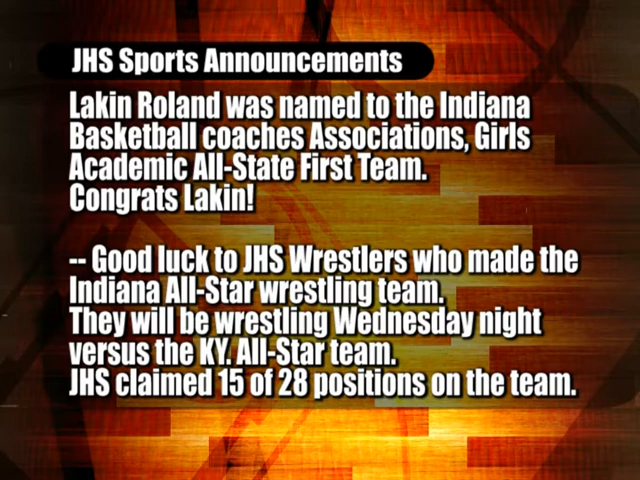 JHS Sports Announcements
Lakin Roland was named to the Indiana
Basketball coaches Associations, Girls
Academic All-State First Team.
Congrats Lakin!
-- Good luck to JHS Wrestlers who made the
Indiana All-Star wrestling team.
They will be wrestling Wednesday night
versus the KY. All-Star team.
JHS claimed 15 of 28 positions on the team.